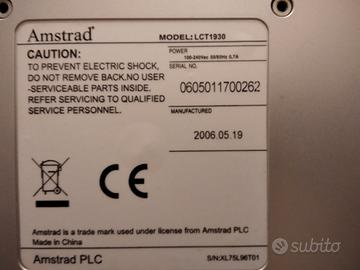 Amstrad®
MODEL: LCT1930
CAUTION:
TO PREVENT ELECTRIC SHOCK,
DO NOT REMOVE BACK.NO USER
-SERVICEABLE PARTS INSIDE.
REFER SERVICING TO QUALIFIED
SERVICE PERSONNEL.
POWER
100-240Vac 50/60Hz 0.7A
SERIAL NO.
0605011700262
MANUFACTURED
2006.05.19
CE
Amstrad is a trade mark used under license from Amstrad PLC
Made in China
Amstrad PLC
S/N:XL75L96T01
subito